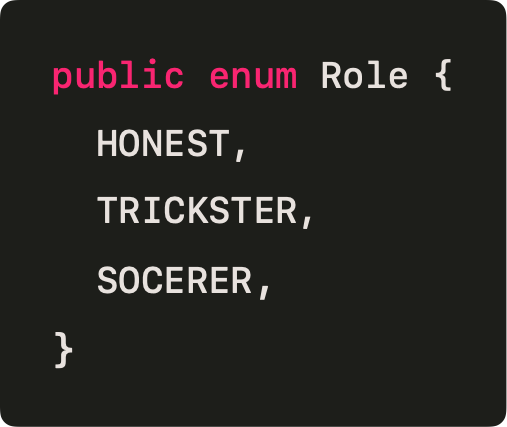 public enum Role {
HONEST,
TRICKSTER,
SOCERER,
}